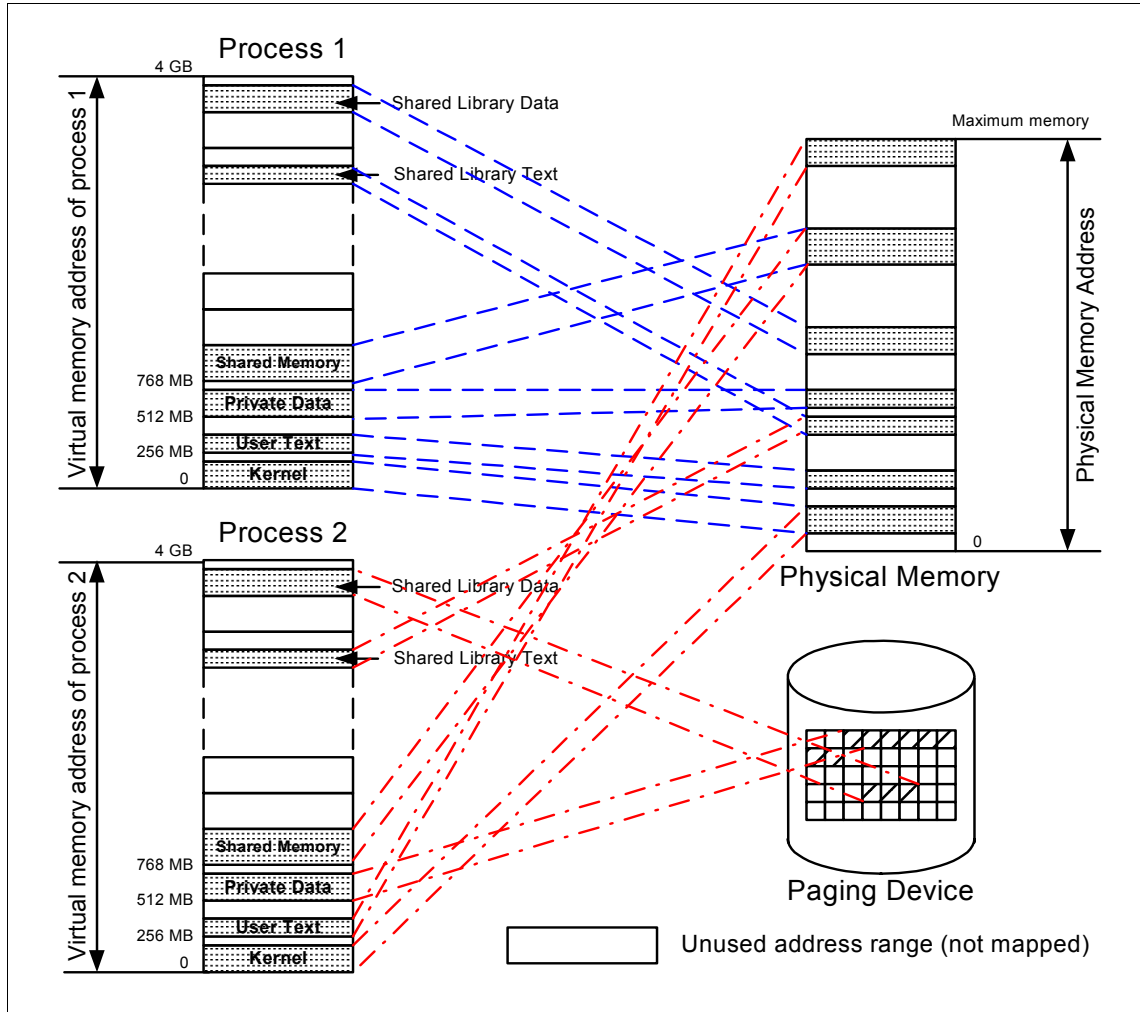 Process 1
4 GB
Virtual memory address of process 1
Shared Library Data
Shared Library Text
Shared Memory
768 MB
Private Data
512 MB
User Text
256 MB
Kernel
0
Maximum memory
Physical Memory Address
0
Physical Memory
Process 2
4 GB
Virtual memory address of process 2
Shared Library Data
Shared Library Text
Shared Memory
768 MB
Private Data
512 MB
User Text
256 MB
Kernel
0
Paging Device
Unused address range (not mapped)